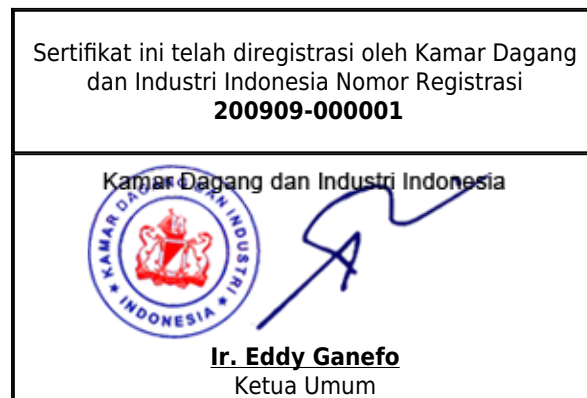 Sertifikat ini telah diregistrasi oleh Kamar Dagang
dan Industri Indonesia Nomor Registrasi
200909-000001
Kamar Dagang dan Industri Indonesia
KAMAR DAGANG DAN INDUSTRI
INDONESIA
Ir. Eddy Ganefo
Ketua Umum